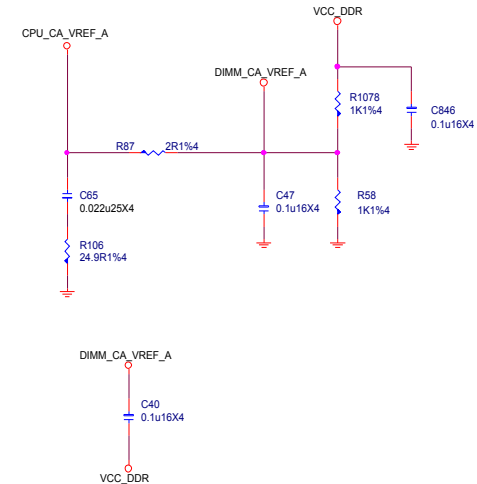 VCC_DDR
CPU_CA_VREF_A
DIMM_CA_VREF_A
R1078
1K1%4
C846
0.1u16X4
R87 2R1%4
C65
0.022u25X4
C47
0.1u16X4
R58
1K1%4
R106
24.9R1%4
DIMM_CA_VREF_A
C40
0.1u16X4
VCC_DDR